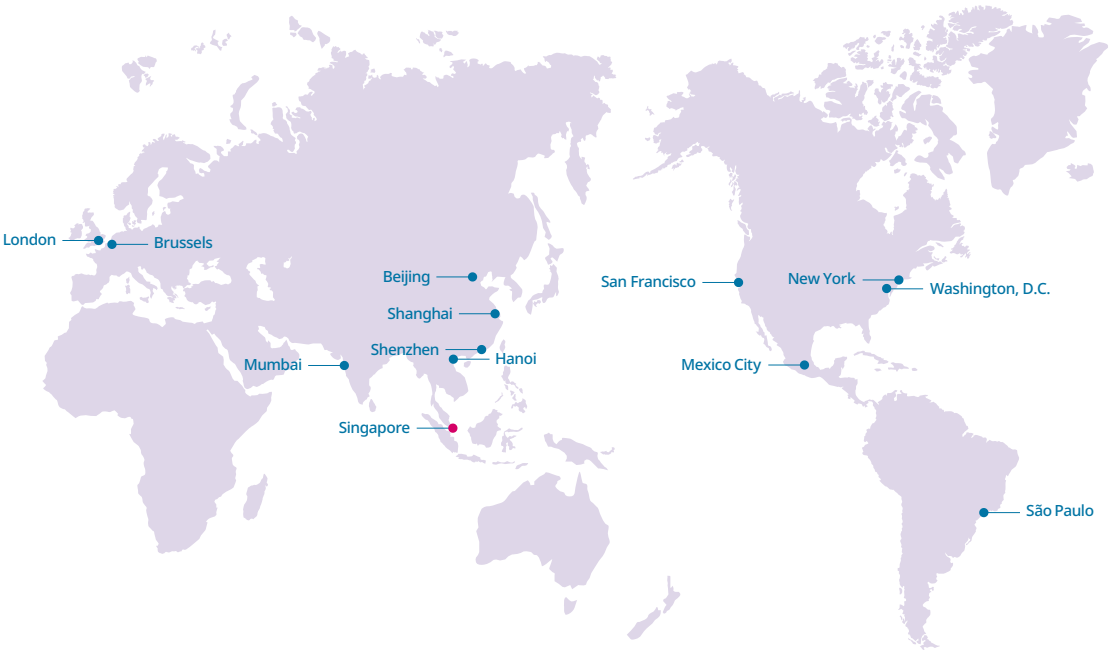 London
Brussels
Beijing
San Francisco
New York
Washington, D.C.
Shanghai
Shenzhen
Hanoi
Mumbai
Mexico City
Singapore
São Paulo